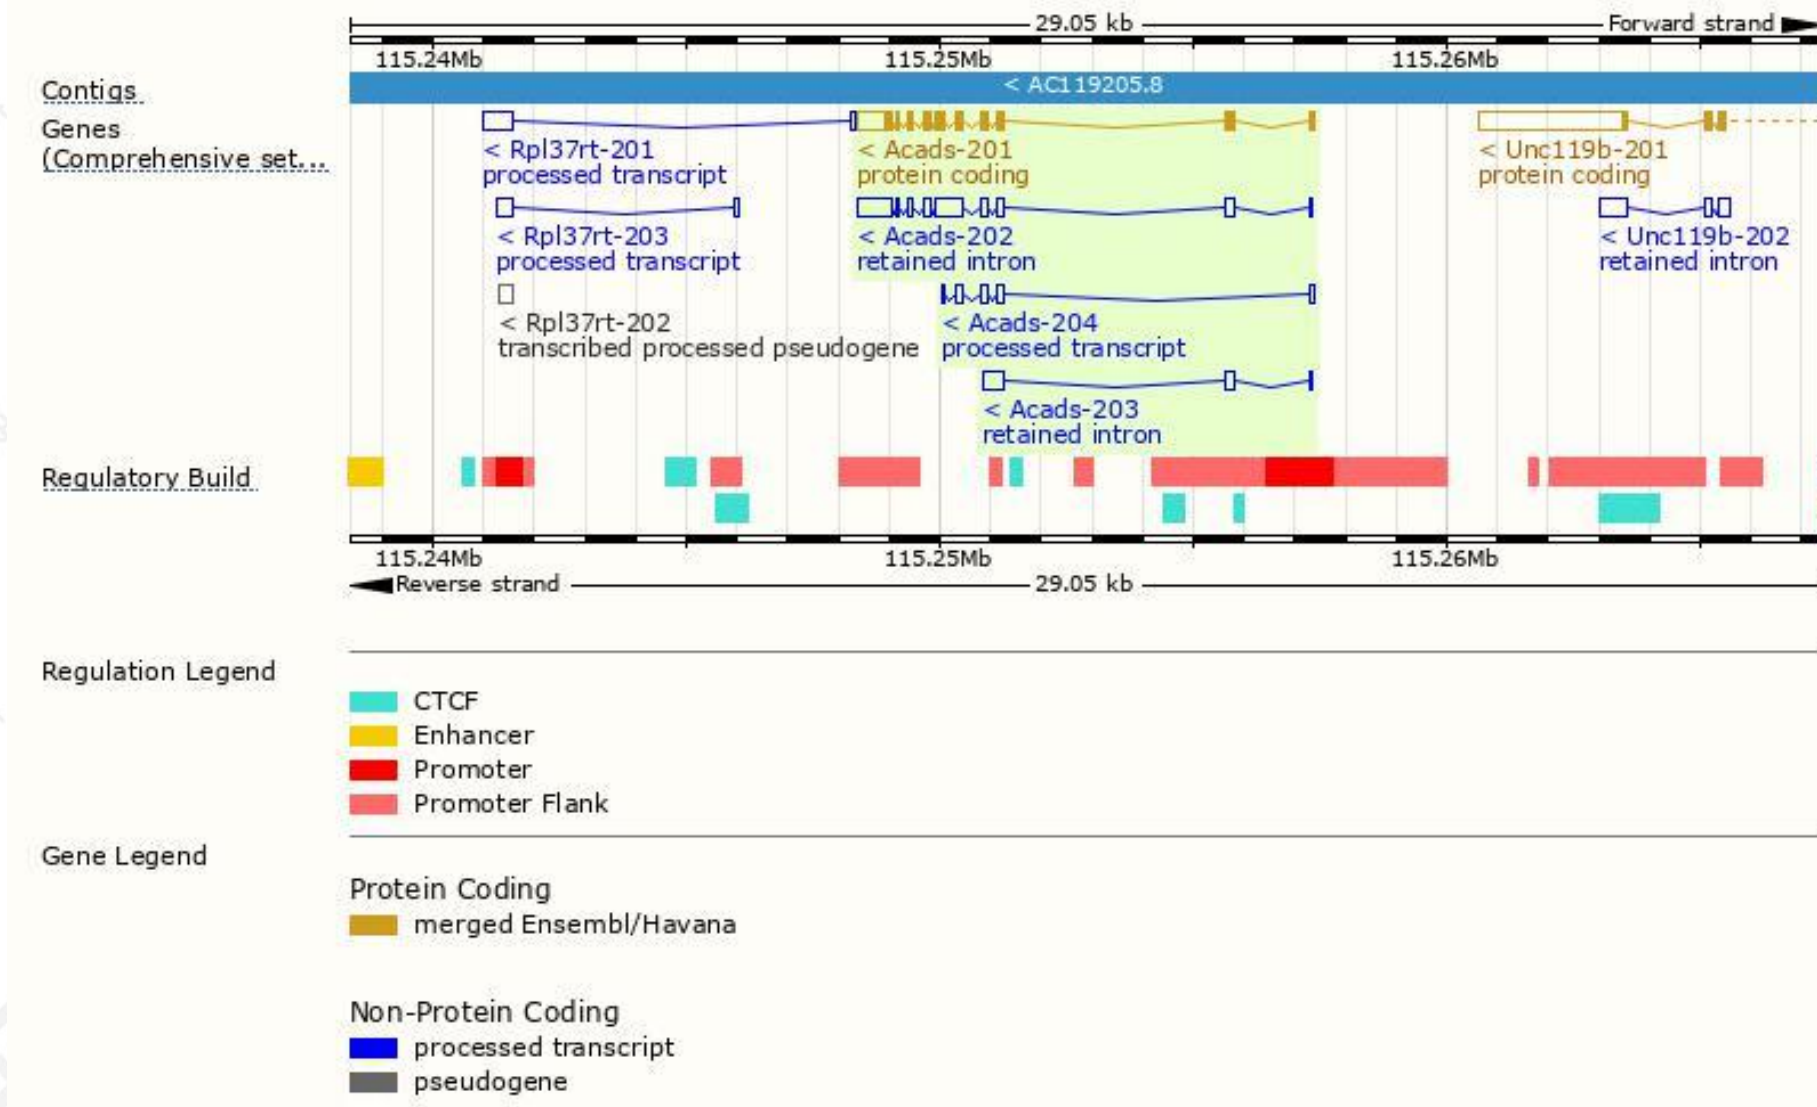 29.05 kb Forward strand
115.24Mb 115.25Mb 115.26Mb
Contigs < AC119205.8
Genes
(Comprehensive set...
< Rpl37rt-201 < Acads-201 < Unc119b-201
processed transcript protein coding protein coding
< Rpl37rt-203 < Acads-202 < Unc119b-202
processed transcript retained intron retained intron
< Rpl37rt-202 < Acads-204
transcribed processed pseudogene processed transcript
< Acads-203
retained intron
Regulatory Build
115.24Mb 115.25Mb 115.26Mb
Reverse strand 29.05 kb
Regulation Legend
CTCF
Enhancer
Promoter
Promoter Flank
Gene Legend
Protein Coding
merged Ensembl/Havana
Non-Protein Coding
processed transcript
pseudogene